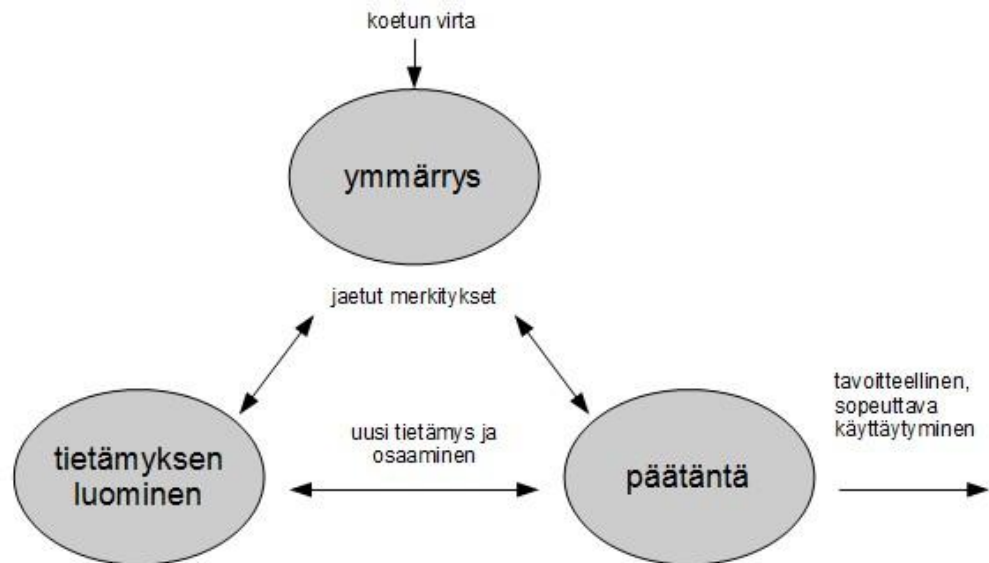 koetun virta
ymmärrys
jaetut merkitykset
tavoitteellinen,
sopeuttava
käyttäytyminen
uusi tietämys ja
osaaminen
tietämyksen
luominen
päätäntä